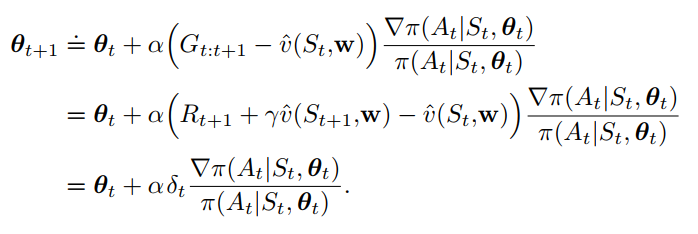 θ_{t+1} ≐ θ_t + α(G_{t:t+1} − v̂(S_t,w)) ∇π(A_t|S_t, θ_t) / π(A_t|S_t, θ_t)
= θ_t + α(R_{t+1} + γv̂(S_{t+1},w) − v̂(S_t,w)) ∇π(A_t|S_t, θ_t) / π(A_t|S_t, θ_t)
= θ_t + αδ_t ∇π(A_t|S_t, θ_t) / π(A_t|S_t, θ_t).